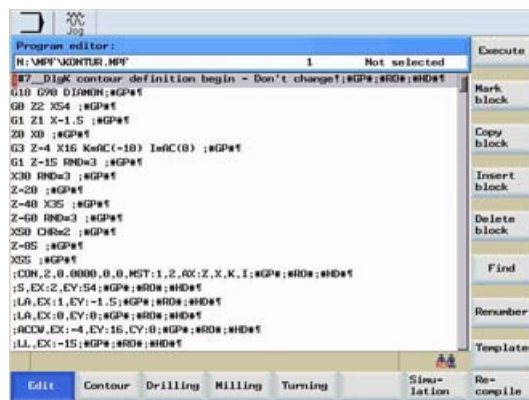 Jog
Program editor:
N:\MPF\KONTUR.MPF 1 Not selected
#7__DlgK contour definition begin - Don't change!;*GP*;*RO*;*HD*¶
G18 G90 DIAMON;*GP*¶
G0 Z2 X54 ;*GP*¶
G1 Z1 X-1.5 ;*GP*¶
Z0 X0 ;*GP*¶
G3 Z-4 X16 K=AC(-10) I=AC(0) ;*GP*¶
G1 Z-15 RND=3 ;*GP*¶
X30 RND=3 ;*GP*¶
Z-20 ;*GP*¶
Z-40 X35 ;*GP*¶
Z-60 RND=3 ;*GP*¶
X50 CHR=2 ;*GP*¶
Z-85 ;*GP*¶
X55 ;*GP*¶
;CON,2,0.0000,0,0,MST:1,2,AX:Z,X,K,I;*GP*;*RO*;*HD*¶
;S,EX:2,EY:54;*GP*;*RO*;*HD*¶
;LA,EX:1,EY:-1.5;*GP*;*RO*;*HD*¶
;LA,EX:0,EY:0;*GP*;*RO*;*HD*¶
;ACCW,EX:-4,EY:16,CY:0;*GP*;*RO*;*HD*¶
;LL,EX:-15;*GP*;*RO*;*HD*¶
Execute
Mark
block
Copy
block
Insert
block
Delete
block
Find
Renumber
Template
Edit Contour Drilling Milling Turning Simu-
lation Re-
compile